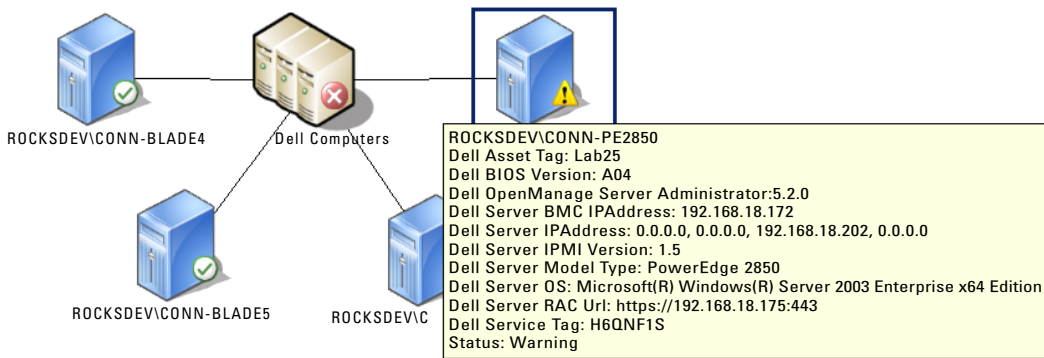 ROCKSDEV\CONN-BLADE4
Dell Computers
ROCKSDEV\CONN-PE2850
Dell Asset Tag: Lab25
Dell BIOS Version: A04
Dell OpenManage Server Administrator:5.2.0
Dell Server BMC IPAddress: 192.168.18.172
Dell Server IPAddress: 0.0.0.0, 0.0.0.0, 192.168.18.202, 0.0.0.0
Dell Server IPMI Version: 1.5
Dell Server Model Type: PowerEdge 2850
Dell Server OS: Microsoft(R) Windows(R) Server 2003 Enterprise x64 Edition
Dell Server RAC Url: https://192.168.18.175:443
Dell Service Tag: H6QNF1S
Status: Warning
ROCKSDEV\CONN-BLADE5
ROCKSDEV\C